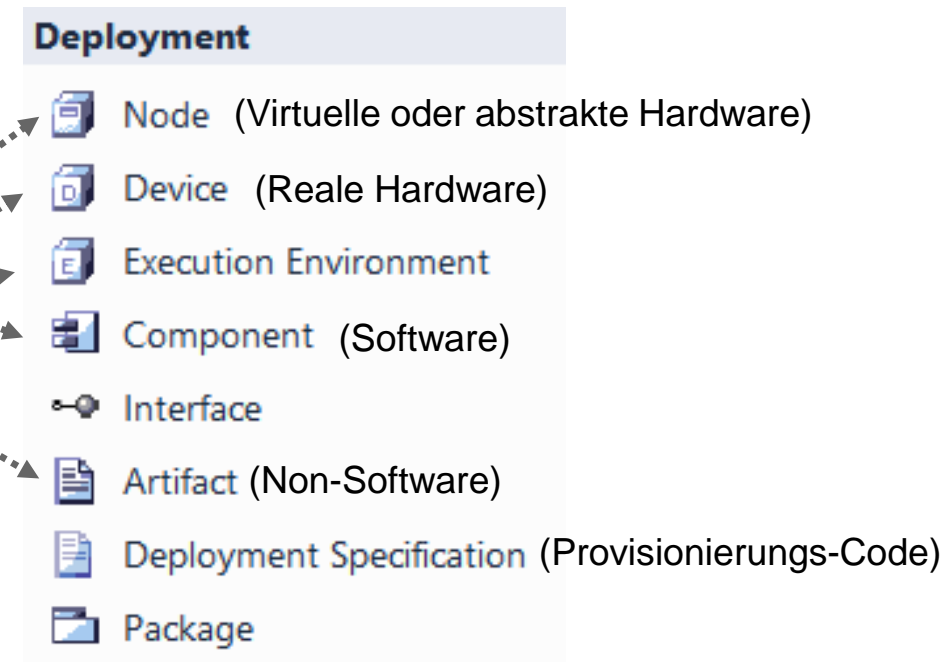 Deployment
Node (Virtuelle oder abstrakte Hardware)
D Device (Reale Hardware)
E Execution Environment
Component (Software)
Interface
Artifact (Non-Software)
Deployment Specification (Provisionierungs-Code)
Package